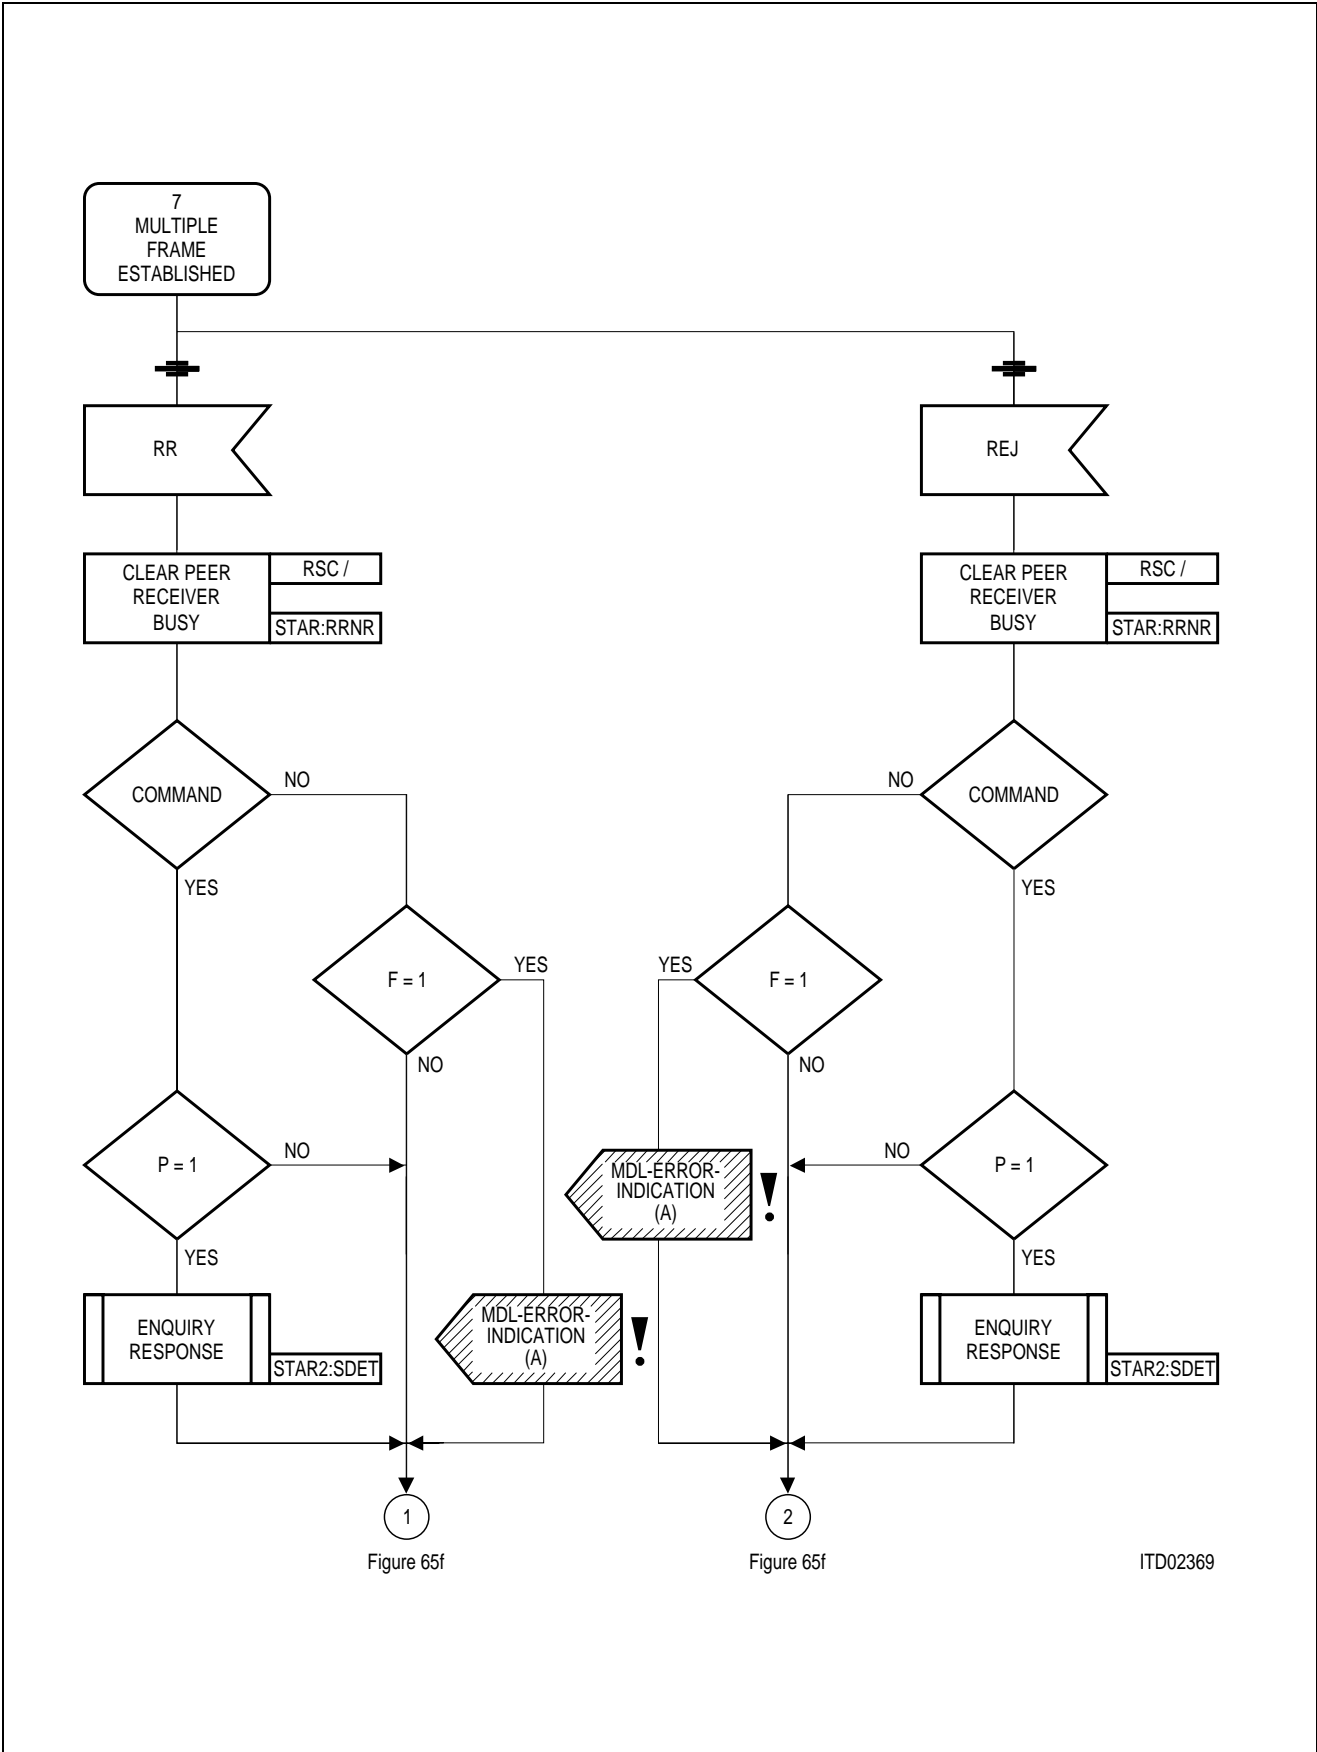 7
MULTIPLE
FRAME
ESTABLISHED
RR
REJ
CLEAR PEER
RECEIVER
BUSY
RSC /
STAR:RRNR
CLEAR PEER
RECEIVER
BUSY
RSC /
STAR:RRNR
COMMAND
NO
YES
NO
COMMAND
YES
F = 1
YES
NO
YES
F = 1
NO
P = 1
NO
YES
MDL-ERROR-
INDICATION
(A)
!
NO
P = 1
YES
ENQUIRY
RESPONSE
STAR2:SDET
MDL-ERROR-
INDICATION
(A)
!
ENQUIRY
RESPONSE
STAR2:SDET
1
2
Figure 65f
Figure 65f
ITD02369